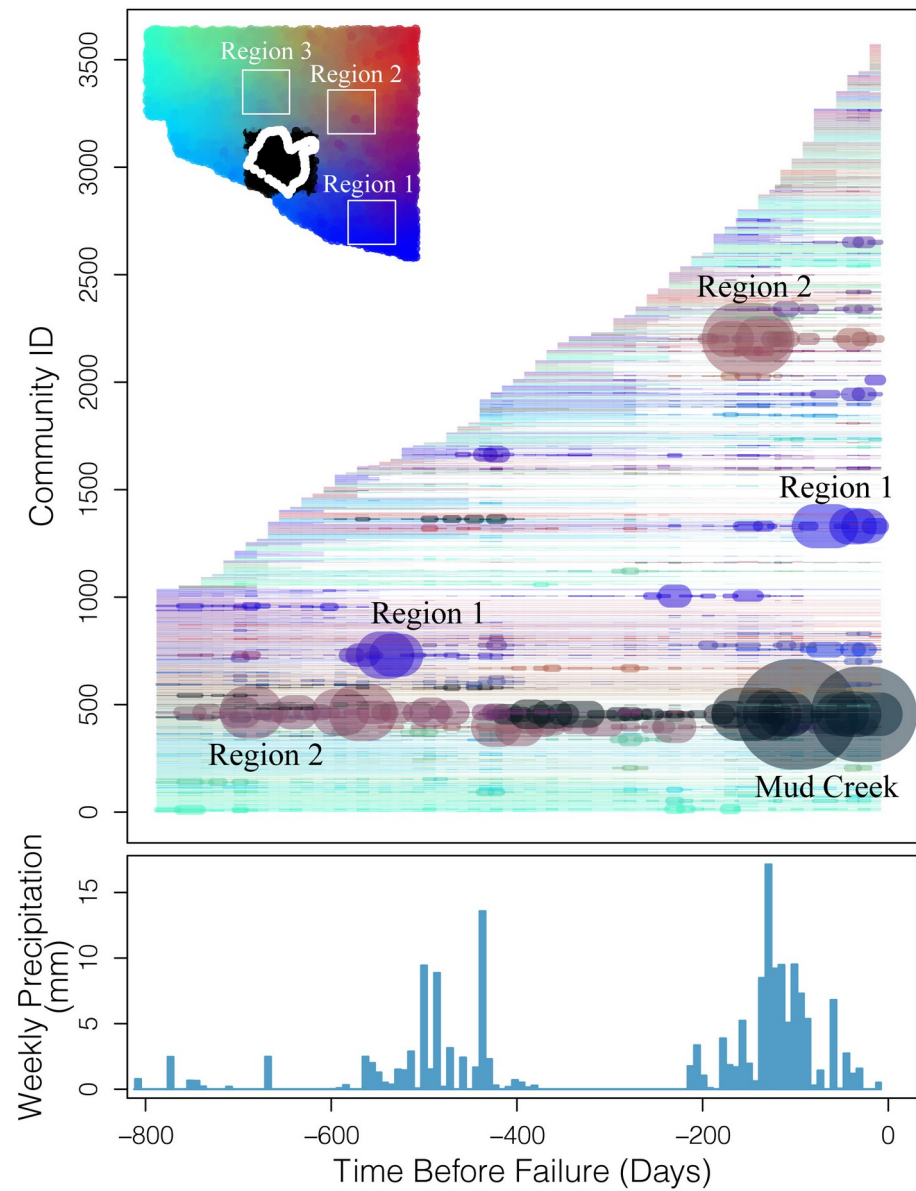 Region 3
Region 2
Region 1
3500
3000
2500
2000
1500
1000
500
0
Community ID
Region 2
Region 1
Region 1
Region 2
Mud Creek
15
10
5
0
Weekly Precipitation
(mm)
−800 −600 −400 −200 0
Time Before Failure (Days)